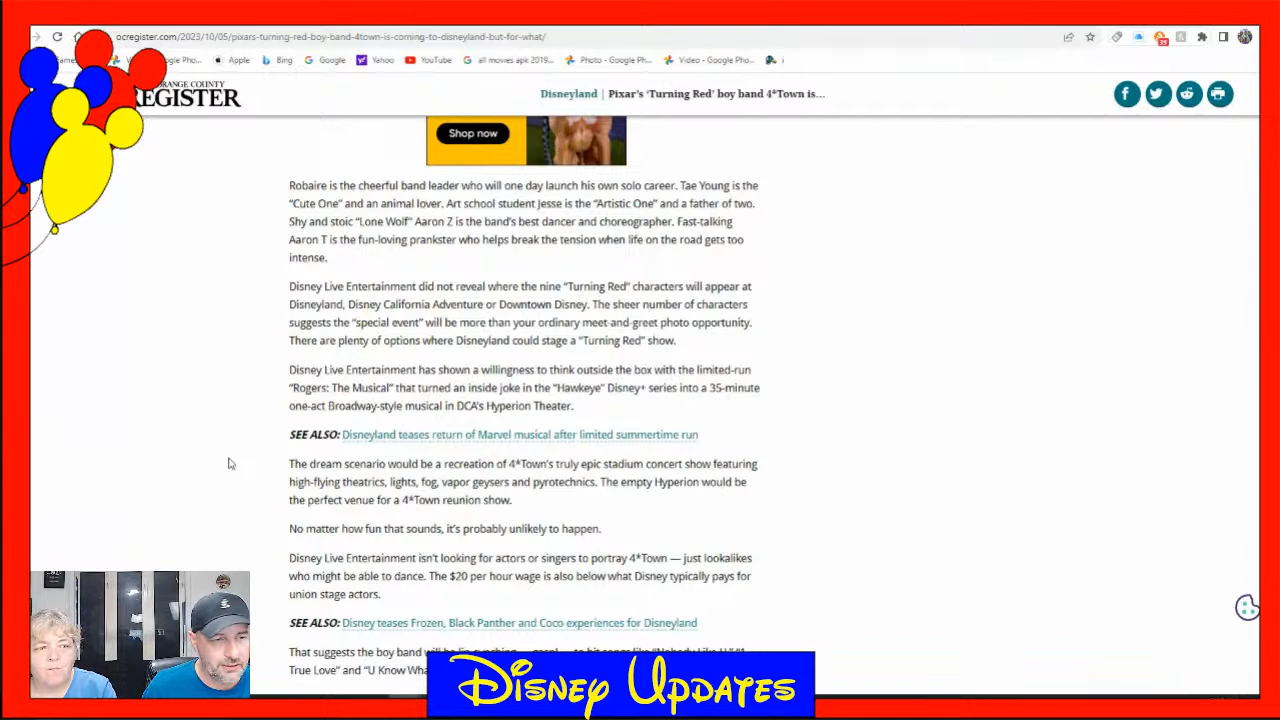 ocregister.com/2023/10/05/pixars-turning-red-boy-band-4town-is-coming-to-disneyland-but-for-what/
Apple Bing Google Yahoo YouTube all movies apk 2019... Photo - Google Ph... Video - Google Pho...
ORANGE COUNTY
REGISTER
Disneyland | Pixar's ‘Turning Red’ boy band 4*Town is...
Shop now
Robaire is the cheerful band leader who will one day launch his own solo career. Tae Young is the
“Cute One” and an animal lover. Art school student Jesse is the “Artistic One” and a father of two.
Shy and stoic “Lone Wolf” Aaron Z is the band’s best dancer and choreographer. Fast-talking
Aaron T is the fun-loving prankster who helps break the tension when life on the road gets too
intense.
Disney Live Entertainment did not reveal where the nine “Turning Red” characters will appear at
Disneyland, Disney California Adventure or Downtown Disney. The sheer number of characters
suggests the “special event” will be more than your ordinary meet-and-greet photo opportunity.
There are plenty of options where Disneyland could stage a “Turning Red” show.
Disney Live Entertainment has shown a willingness to think outside the box with the limited-run
“Rogers: The Musical” that turned an inside joke in the “Hawkeye” Disney+ series into a 35-minute
one-act Broadway-style musical in DCA’s Hyperion Theater.
SEE ALSO: Disneyland teases return of Marvel musical after limited summertime run
The dream scenario would be a recreation of 4*Town’s truly epic stadium concert show featuring
high-flying theatrics, lights, fog, vapor geysers and pyrotechnics. The empty Hyperion would be
the perfect venue for a 4*Town reunion show.
No matter how fun that sounds, it’s probably unlikely to happen.
Disney Live Entertainment isn’t looking for actors or singers to portray 4*Town — just lookalikes
who might be able to dance. The $20 per hour wage is also below what Disney typically pays for
union stage actors.
SEE ALSO: Disney teases Frozen, Black Panther and Coco experiences for Disneyland
That suggests the boy band will be
True Love” and “U Know
Disney Updates